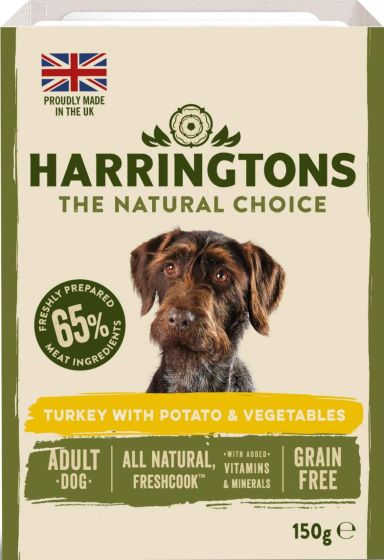 PROUDLY MADE
IN THE UK
HARRINGTONS
THE NATURAL CHOICE
FRESHLY PREPARED
65%
MEAT INGREDIENTS
TURKEY WITH POTATO & VEGETABLES
ADULT
·DOG·
ALL NATURAL,
FRESHCOOK™
•WITH ADDED•
VITAMINS
& MINERALS
GRAIN
FREE
150g ℮